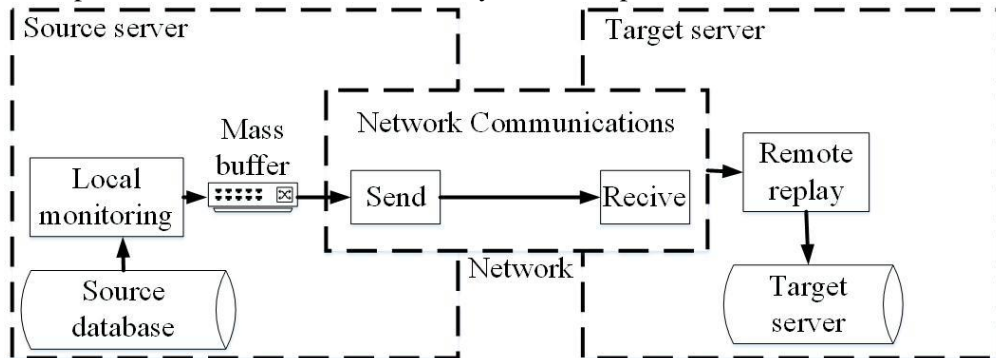 Source server
Target server
Network Communications
Mass
buffer
Local
monitoring
Send
Recive
Remote
replay
Network
Source
database
Target
server